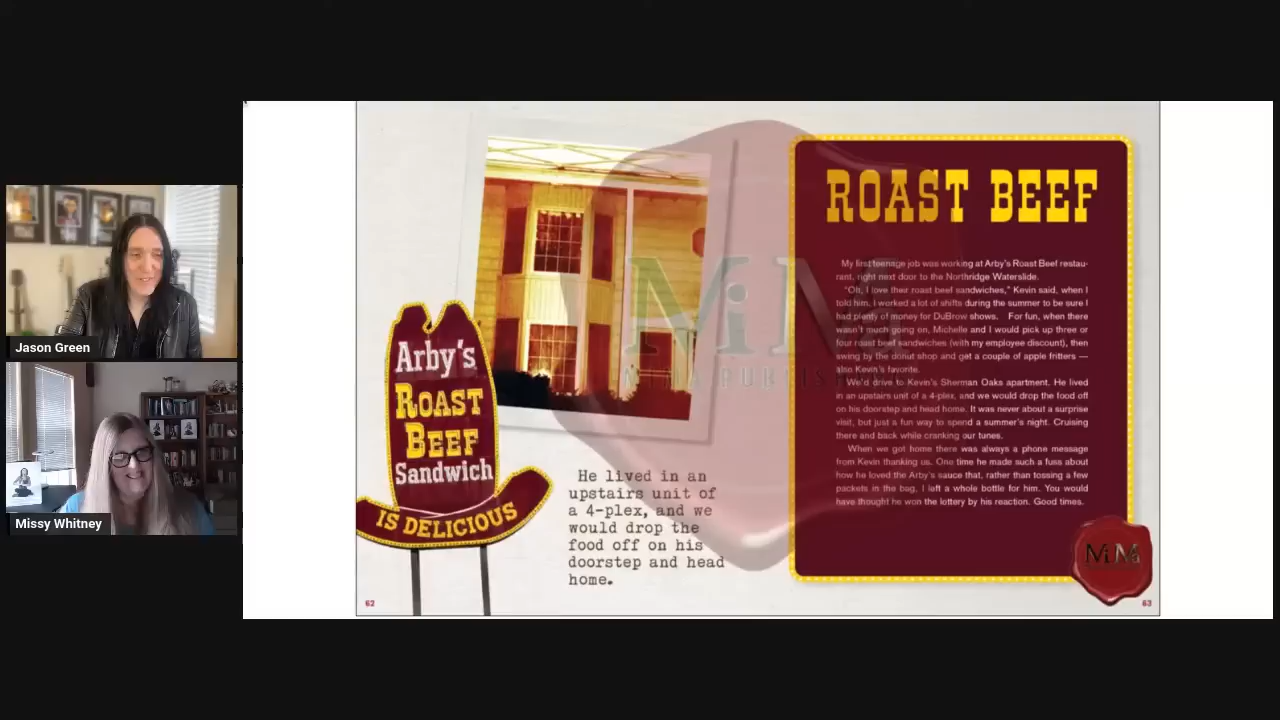 Jason Green
Missy Whitney
Arby's
ROAST
BEEF
Sandwich
IS DELICIOUS
He lived in an
upstairs unit of
a 4-plex, and we
would drop the
food off on his
doorstep and head
home.
62
ROAST BEEF
My first teenage job was working at Arby's Roast Beef restau-
rant, right next door to the Northridge Waterslide.
"Oh, I love their roast beef sandwiches," Kevin said, when I
told him. I worked a lot of shifts during the summer to be sure I
had plenty of money for DuBrow shows. For fun, when there
wasn't much going on, Michelle and I would pick up three or
four roast beef sandwiches (with my employee discount), then
swing by the donut shop and get a couple of apple fritters —
also Kevin's favorite.
We'd drive to Kevin's Sherman Oaks apartment. He lived
in an upstairs unit of a 4-plex, and we would drop the food off
on his doorstep and head home. It was never about a surprise
visit, but just a fun way to spend a summer's night. Cruising
there and back while cranking our tunes.
When we got home there was always a phone message
from Kevin thanking us. One time he made such a fuss about
how he loved the Arby's sauce that, rather than tossing a few
packets in the bag, I left a whole bottle for him. You would
have thought he won the lottery by his reaction. Good times.
MiMa
63